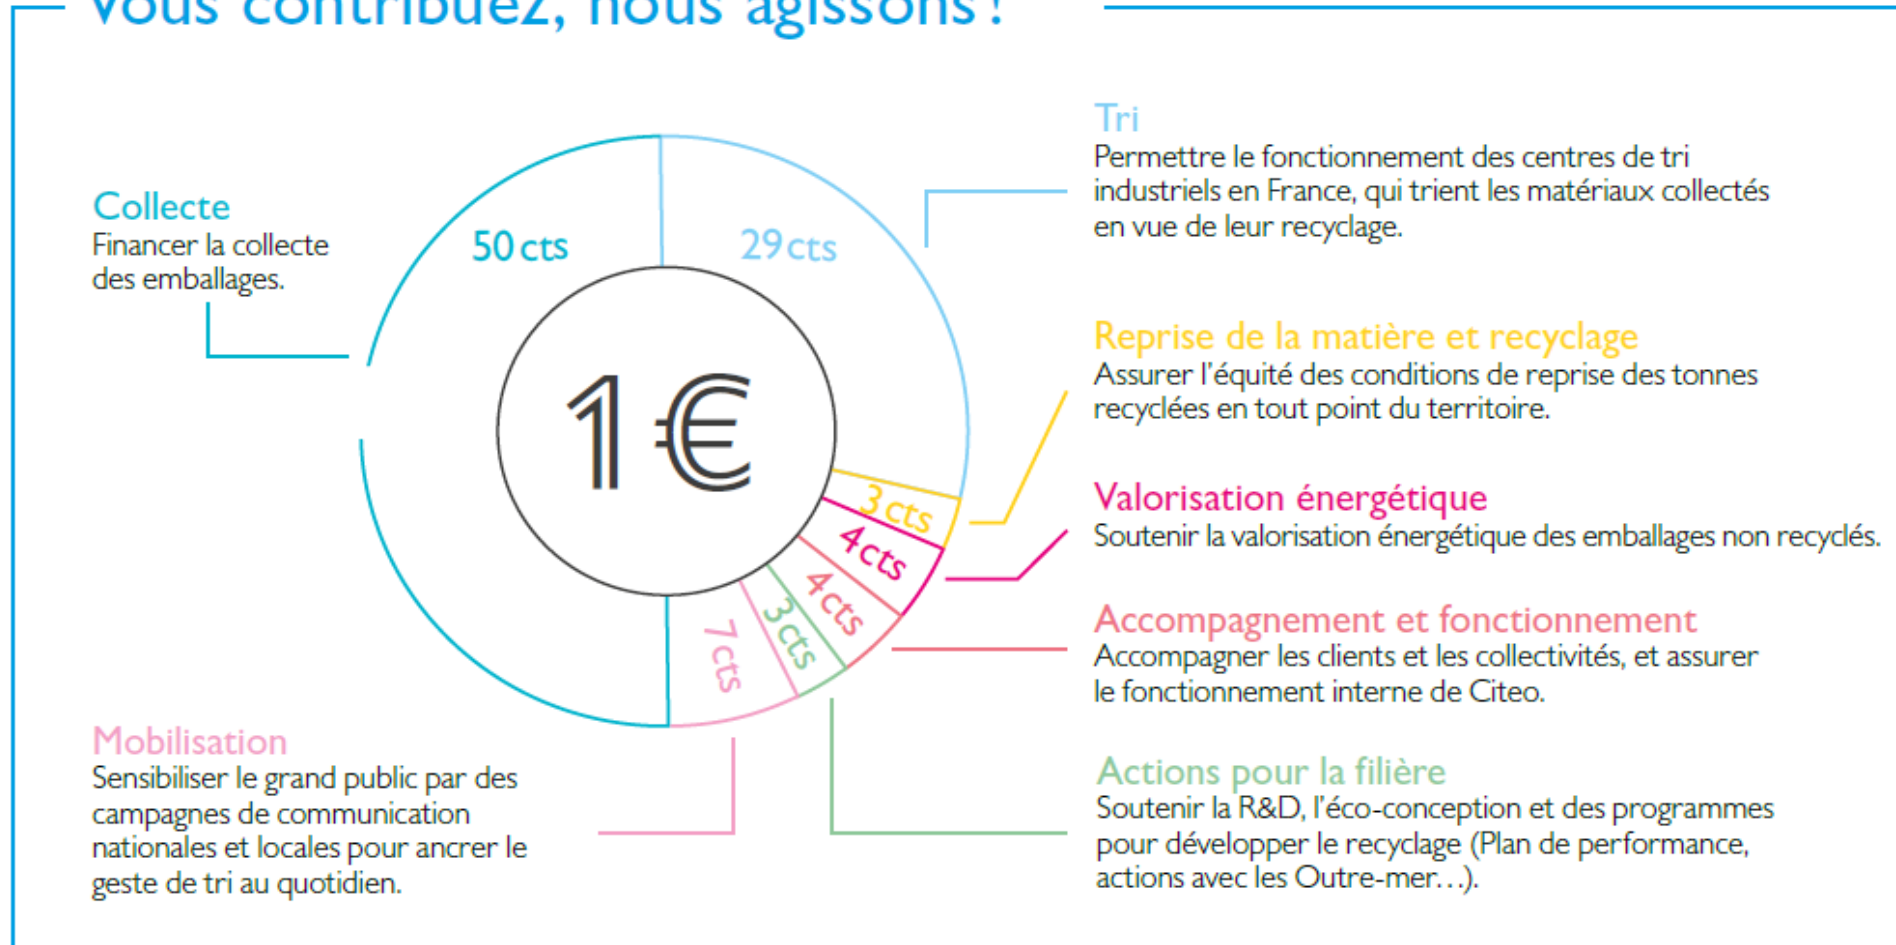 Vous contribuez, nous agissons !
Collecte
Financer la collecte
des emballages.
50 cts
29 cts
1 €
3 cts
4 cts
4 cts
3 cts
7 cts
Tri
Permettre le fonctionnement des centres de tri
industriels en France, qui trient les matériaux collectés
en vue de leur recyclage.
Reprise de la matière et recyclage
Assurer l’équité des conditions de reprise des tonnes
recyclées en tout point du territoire.
Valorisation énergétique
Soutenir la valorisation énergétique des emballages non recyclés.
Accompagnement et fonctionnement
Accompagner les clients et les collectivités, et assurer
le fonctionnement interne de Citeo.
Actions pour la filière
Soutenir la R&D, l’éco-conception et des programmes
pour développer le recyclage (Plan de performance,
actions avec les Outre-mer…).
Mobilisation
Sensibiliser le grand public par des
campagnes de communication
nationales et locales pour ancrer le
geste de tri au quotidien.